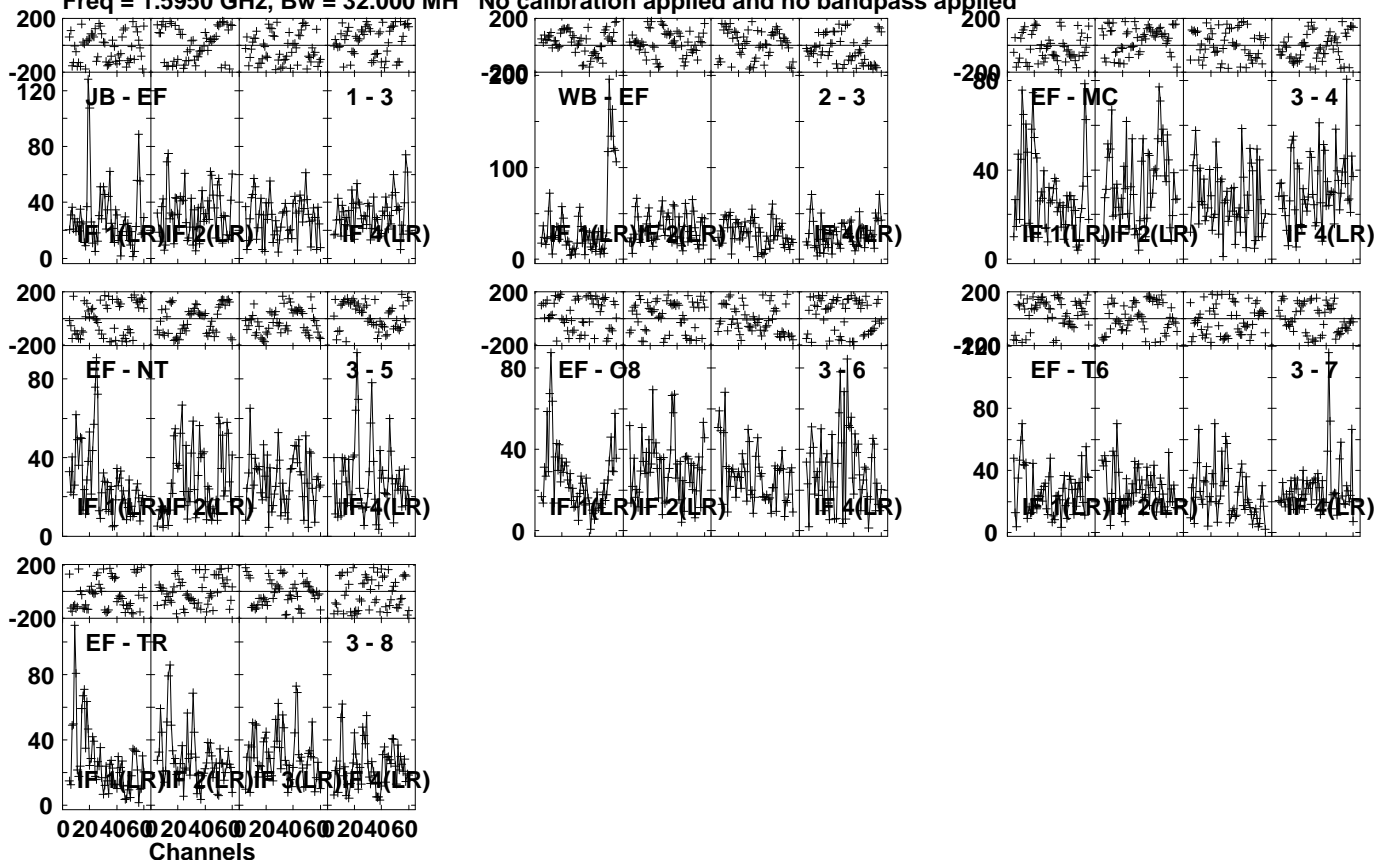 Freq = 1.5950 GHz, Bw = 32.000 MH No calibration applied and no bandpass applied
200 200 200
-200 -200 -200
120 200 80
JB - EF 1 - 3 WB - EF 2 - 3 EF - MC 3 - 4
80 100 40
40
IF 1(LR) IF 2(LR) IF 4(LR) IF 1(LR) IF 2(LR) IF 4(LR) IF 1(LR) IF 2(LR) IF 4(LR)
0 0 0
200 200 200
-200 -200 -200
120
EF - NT 3 - 5 EF - O8 3 - 6 EF - T6 3 - 7
80 80 80
40 40 40
IF 1(LR) IF 2(LR) IF 4(LR) IF 1(LR) IF 2(LR) IF 4(LR) IF 1(LR) IF 2(LR) IF 4(LR)
0 0 0
200
-200
EF - TR 3 - 8
80
40
IF 1(LR) IF 2(LR) IF 3(LR) IF 4(LR)
0
0 20 40 60 0 20 40 60 0 20 40 60 0 20 40 60
Channels